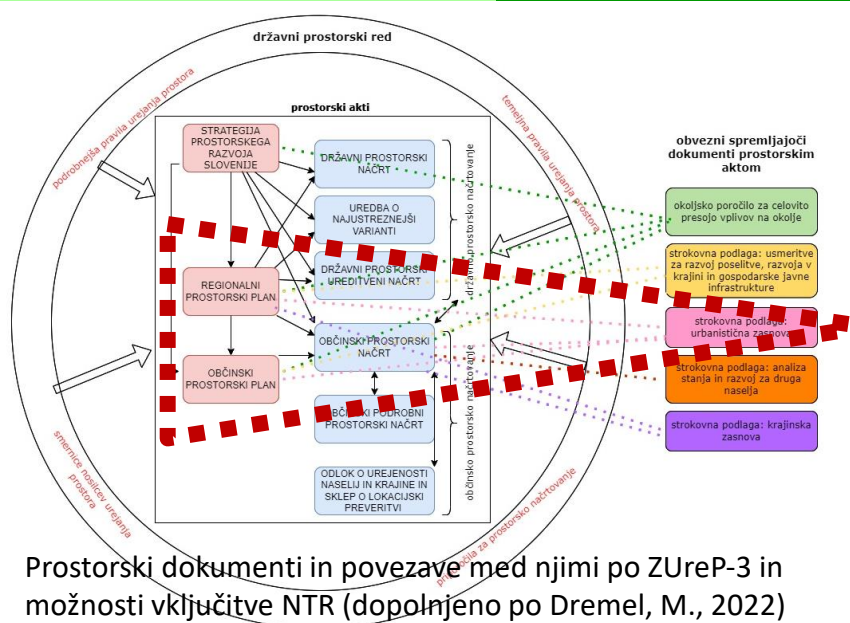 državni prostorski red
podrobnejša pravila urejanja prostora
temeljna pravila urejanja prostora
prostorski akti
STRATEGIJA
PROSTORSKEGA
RAZVOJA
SLOVENIJE
DRŽAVNI PROSTORSKI
NAČRT
UREDBA O
NAJUSTREZNEJŠI
VARIANTI
DRŽAVNI PROSTORSKI
UREDITVENI NAČRT
državno prostorsko načrtovanje
REGIONALNI
PROSTORSKI PLAN
OBČINSKI PROSTORSKI
NAČRT
OBČINSKI
PROSTORSKI PLAN
OBČINSKI PODROBNI
PROSTORSKI NAČRT
ODLOK O UREJENOSTI
NASELIJ IN KRAJINE IN
SKLEP O LOKACIJSKI
PREVERITVI
občinsko prostorsko načrtovanje
smernice nosilcev urejanja
prostora
priporočila za prostorsko načrtovanje
obvezni spremljajoči
dokumenti prostorskim
aktom
okoljsko poročilo za celovito
presojo vplivov na okolje
strokovna podlaga: usmeritve
za razvoj poselitve, razvoja v
krajini in gospodarske javne
infrastrukture
strokovna podlaga:
urbanistična zasnova
strokovna podlaga: analiza
stanja in razvoj za druga
naselja
strokovna podlaga: krajinska
zasnova
Prostorski dokumenti in povezave med njimi po ZUreP-3 in
možnosti vključitve NTR (dopolnjeno po Dremel, M., 2022)